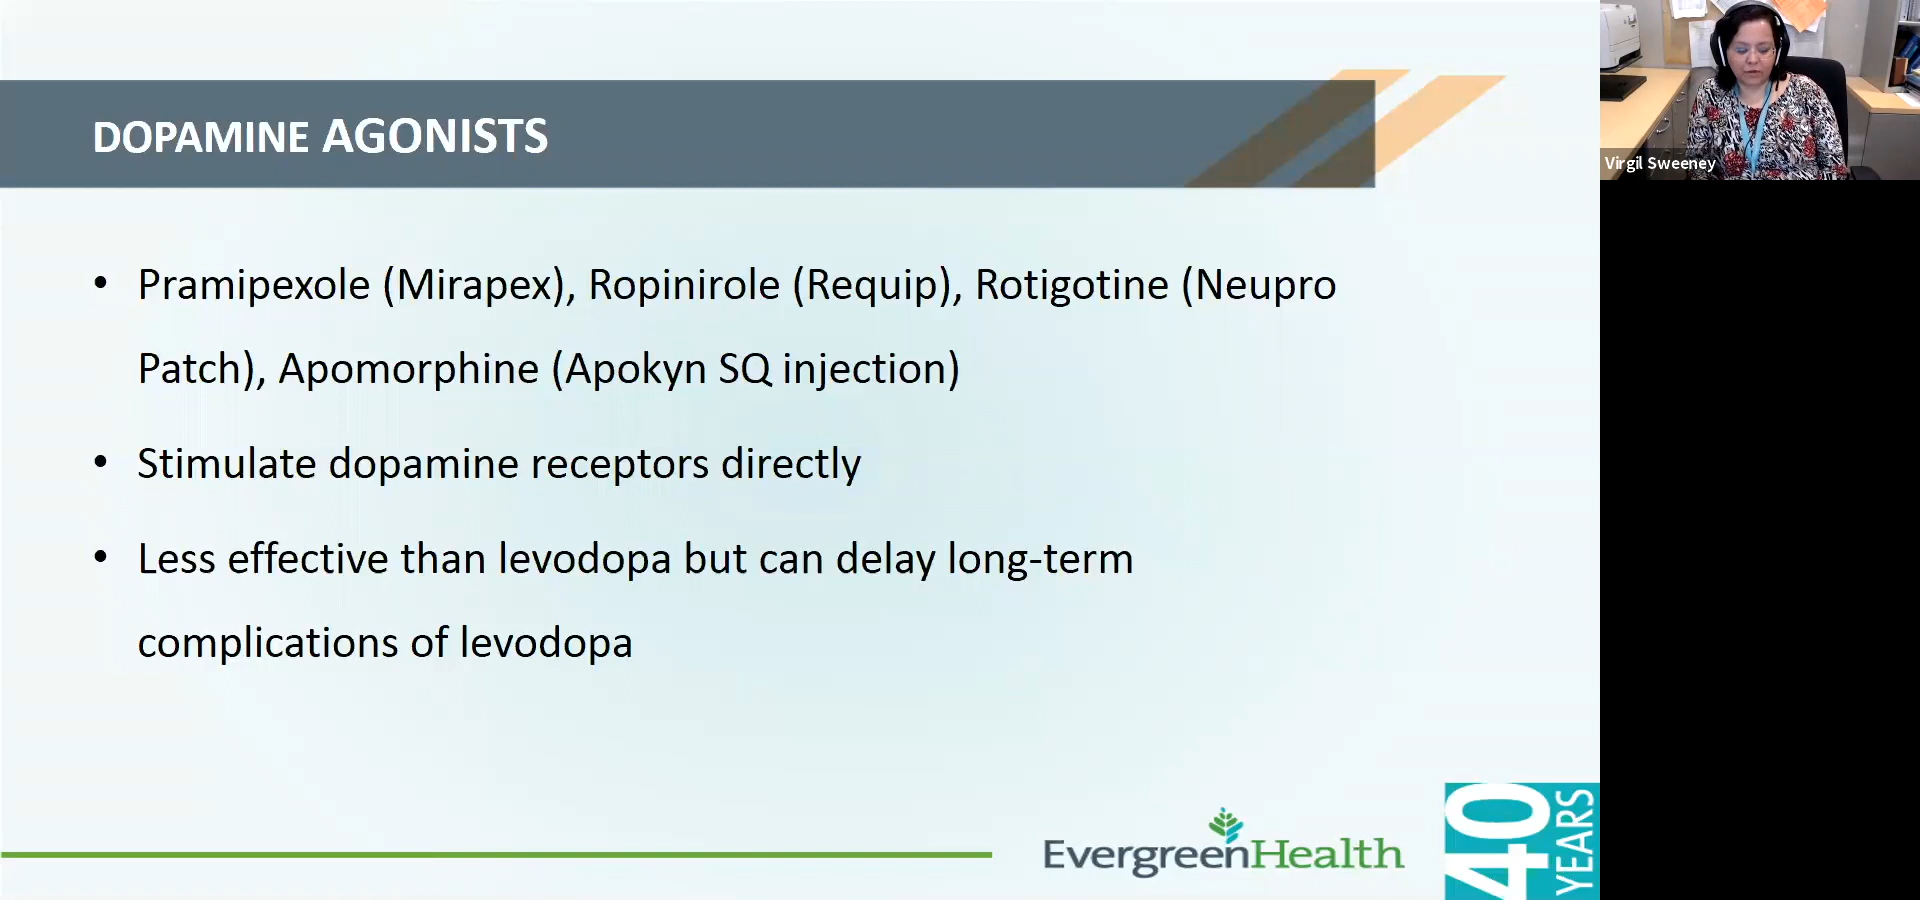 DOPAMINE AGONISTS
• Pramipexole (Mirapex), Ropinirole (Requip), Rotigotine (Neupro
Patch), Apomorphine (Apokyn SQ injection)
• Stimulate dopamine receptors directly
• Less effective than levodopa but can delay long-term
complications of levodopa
EvergreenHealth
40
YEARS
Virgil Sweeney